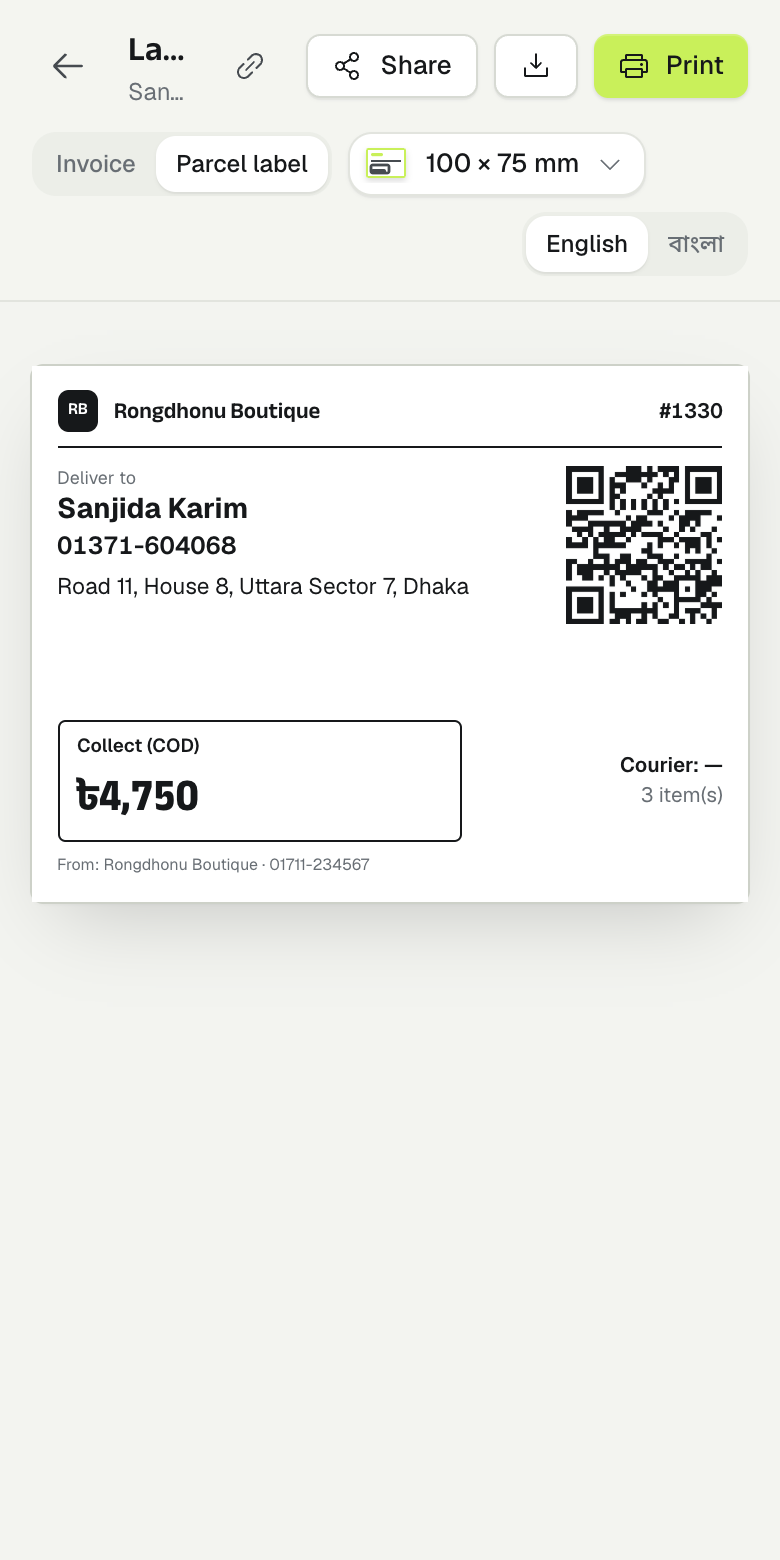 La...
San...
Share
Print
Invoice
Parcel label
100 × 75 mm
English
বাংলা
RB
Rongdhonu Boutique
#1330
Deliver to
Sanjida Karim
01371-604068
Road 11, House 8, Uttara Sector 7, Dhaka
Collect (COD)
৳4,750
Courier: —
3 item(s)
From: Rongdhonu Boutique · 01711-234567